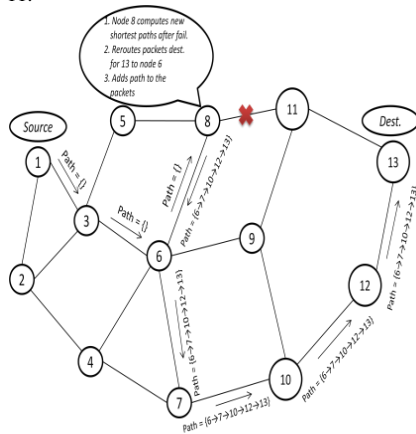 1. Node 8 computes new
shortest paths after fail.
2. Reroutes packets dest.
for 13 to node 6
3. Adds path to the
packets
Source
Dest.
1
5
8
11
13
3
6
9
2
12
4
7
10
Path = {}
Path = {}
Path = {}
Path = {6→7→10→12→13}
Path = {6→7→10→12→13}
Path = {6→7→10→12→13}
Path = {6→7→10→12→13}
Path = {6→7→10→12→13}